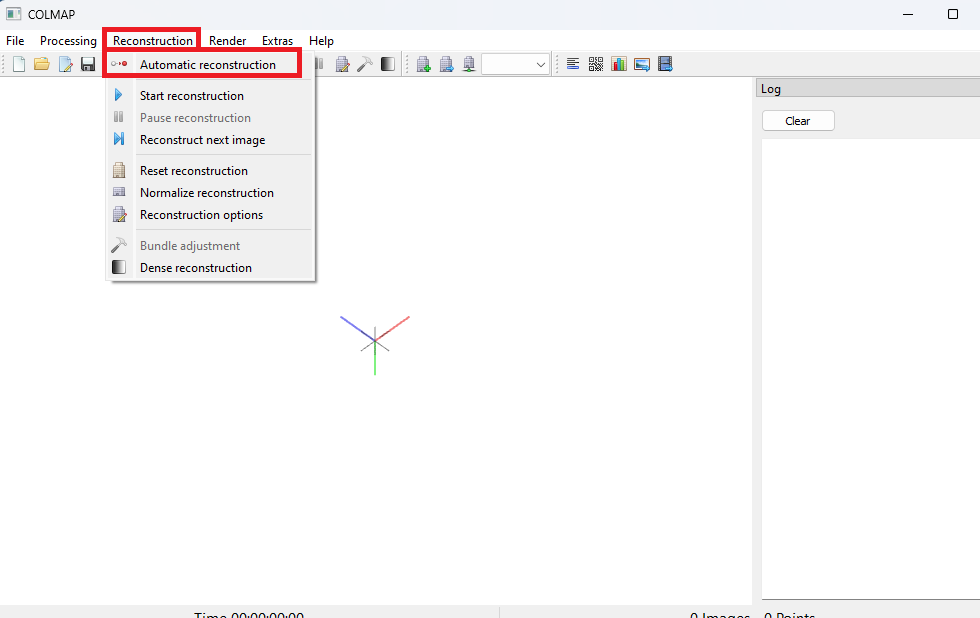 COLMAP
File Processing Reconstruction Render Extras Help
Automatic reconstruction
Start reconstruction
Pause reconstruction
Reconstruct next image
Reset reconstruction
Normalize reconstruction
Reconstruction options
Bundle adjustment
Dense reconstruction
Log
Clear
Time 00:00:00:00
0 Images
0 Points